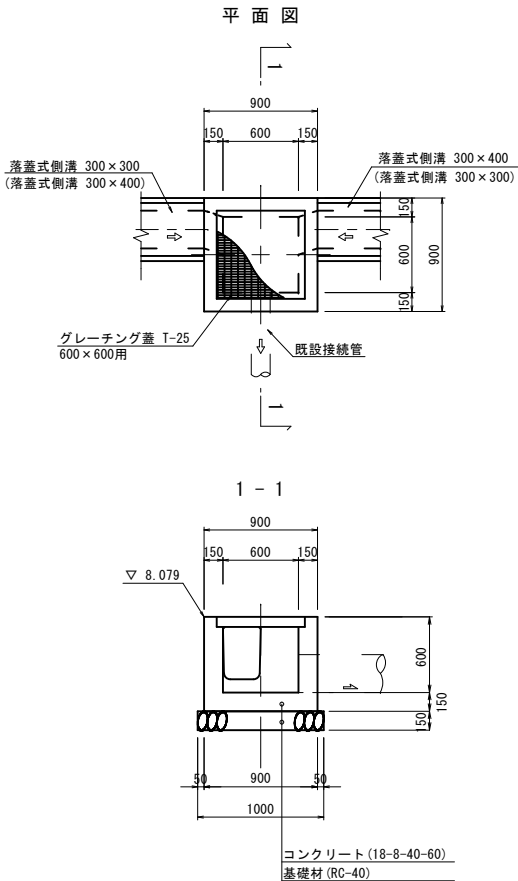 平 面 図
1
900
150 600 150
落蓋式側溝 300×300
(落蓋式側溝 300×400)
落蓋式側溝 300×400
(落蓋式側溝 300×300)
150
600
900
150
グレーチング蓋 T-25
600×600用
既設接続管
1
1 - 1
900
150 600 150
▽ 8.079
600
150
150
50 900 50
1000
コンクリート(18-8-40-60)
基礎材(RC-40)